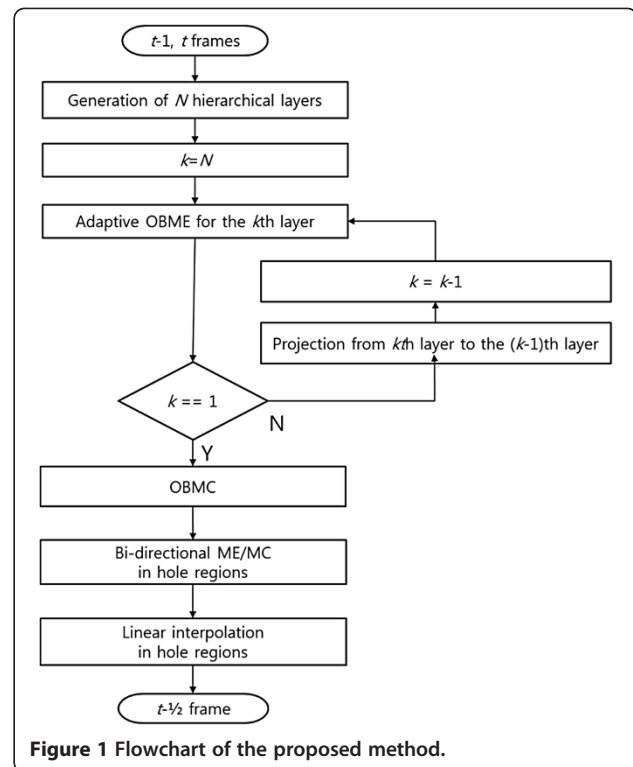 t-1, t frames
Generation of N hierarchical layers
k=N
Adaptive OBME for the kth layer
k = k-1
Projection from kth layer to the (k-1)th layer
k == 1
N
Y
OBMC
Bi-directional ME/MC
in hole regions
Linear interpolation
in hole regions
t-½ frame
Figure 1 Flowchart of the proposed method.